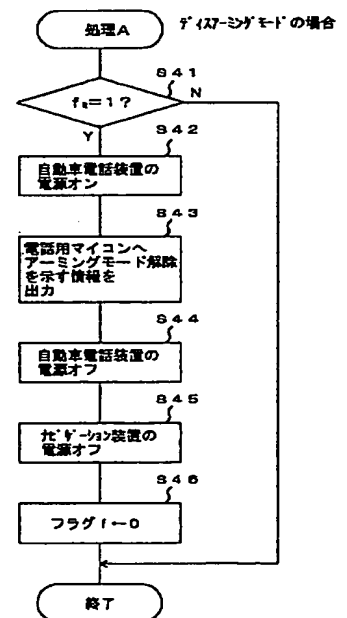 処理A
ディスアーミングモードの場合
S41
f₂=1?
N
Y
S42
自動車電話装置の
電源オン
S43
電話用マイコンへ
アーミングモード解除
を示す情報を
出力
S44
自動車電話装置の
電源オフ
S45
ナビゲーション装置の
電源オフ
S46
フラグf←0
終了